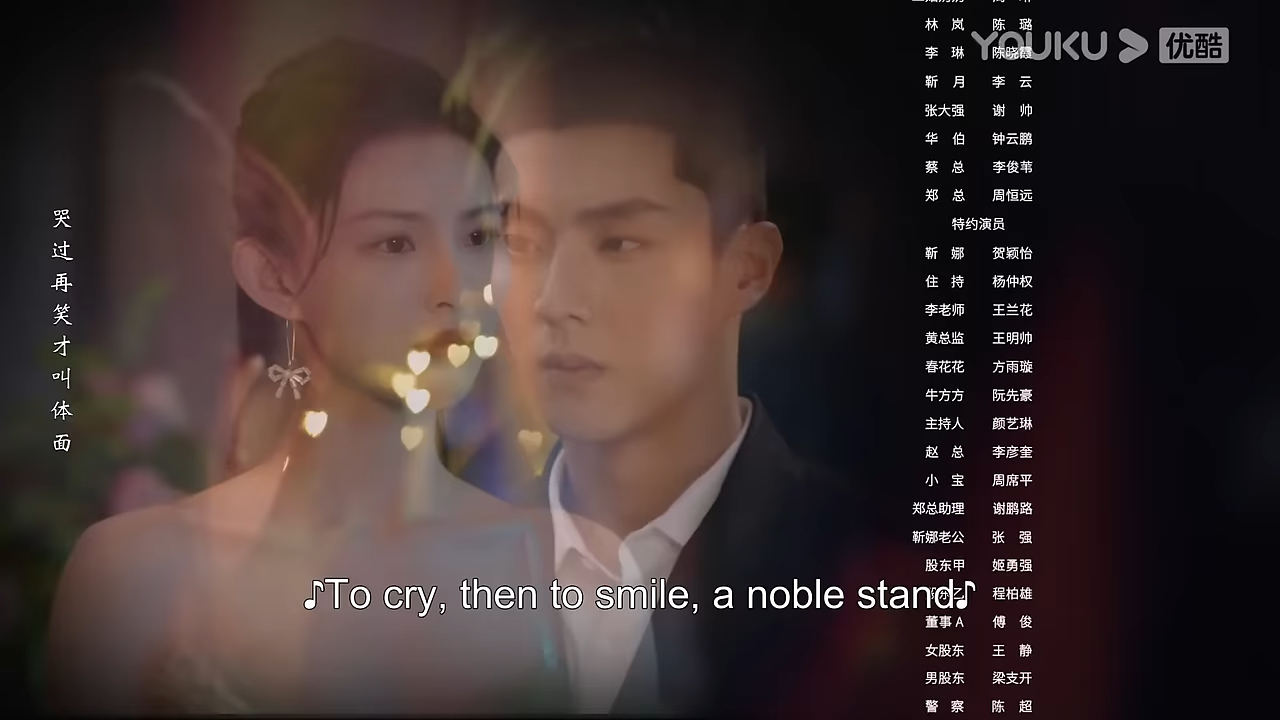 YOUKU 优酷
哭过再笑才叫体面
林岚 陈璐
李琳 陈晓霞
靳月 李云
张大强 谢帅
华伯 钟云鹏
蔡总 李俊苇
郑总 周恒远
特约演员
靳娜 贺颖怡
住持 杨仲权
李老师 王兰花
黄总监 王明帅
春花花 方雨璇
牛方方 阮先豪
主持人 颜艺琳
赵总 李彦奎
小宝 周席平
郑总助理 谢鹏路
靳娜老公 张强
股东甲 姬勇强
♪To cry, then to smile, a noble stand♪
程柏雄
董事A 傅俊
女股东 王静
男股东 梁支开
警察 陈超